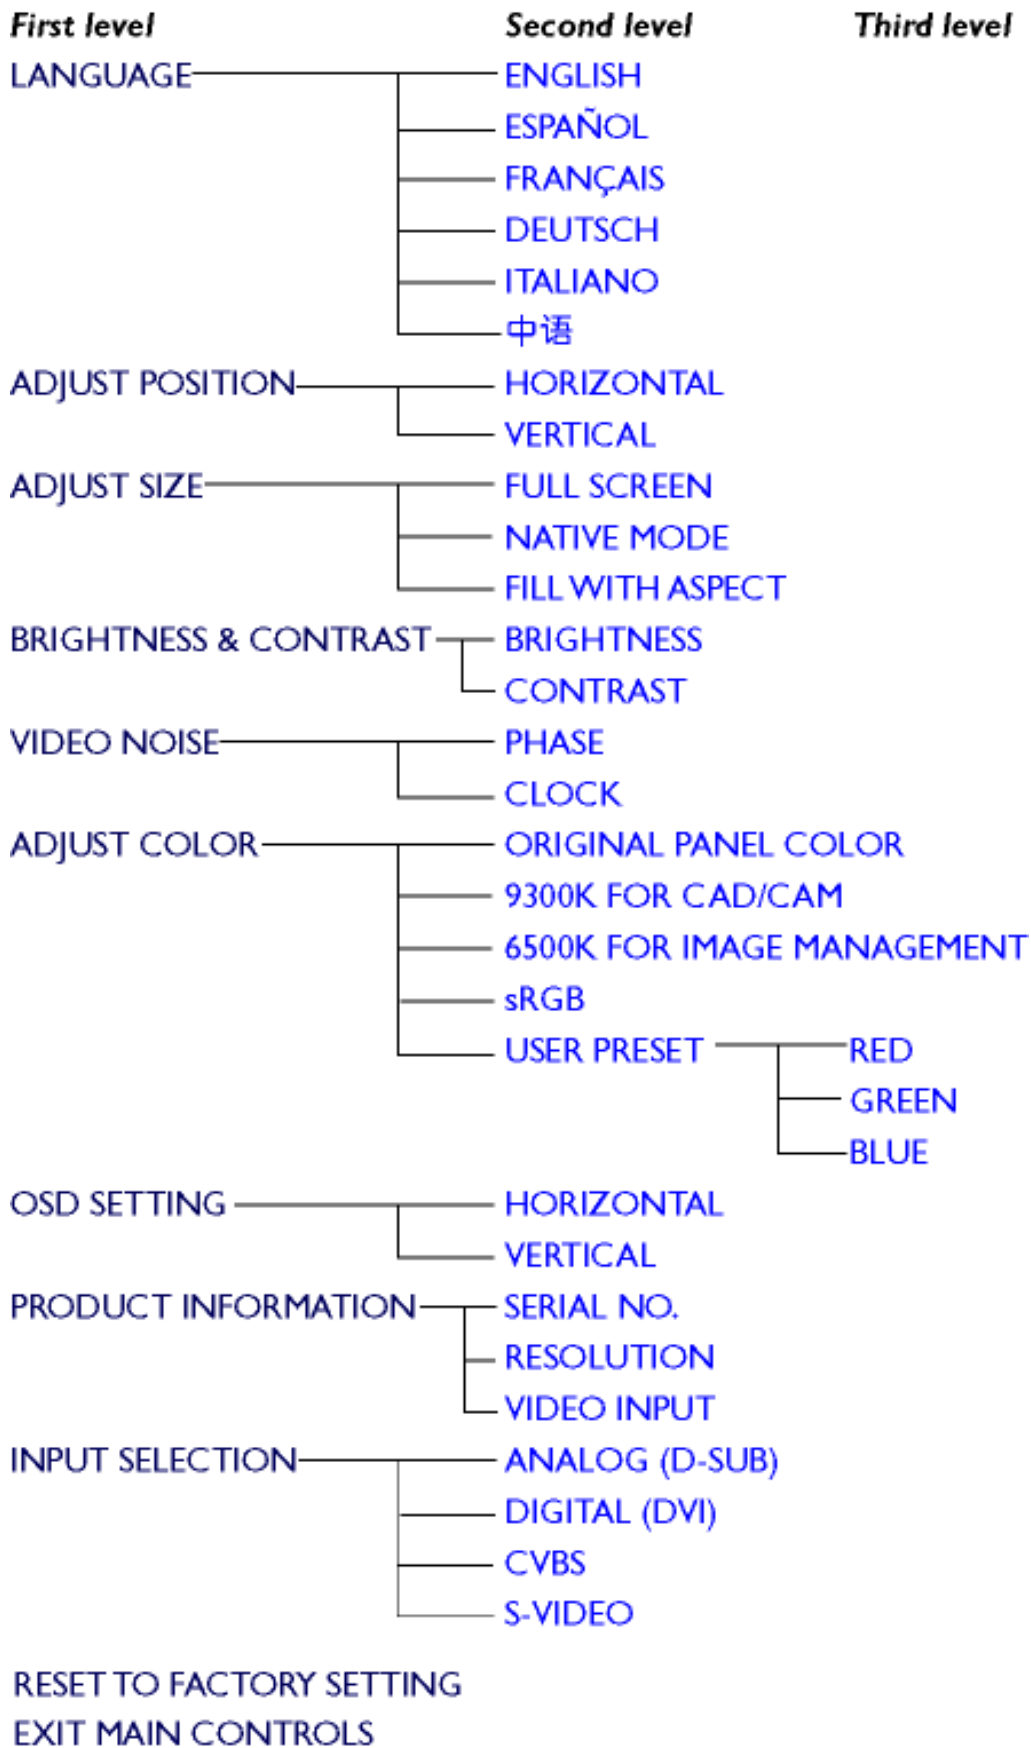 First level Second level Third level
LANGUAGE ENGLISH
ESPAÑOL
FRANÇAIS
DEUTSCH
ITALIANO
中语
ADJUST POSITION HORIZONTAL
VERTICAL
ADJUST SIZE FULL SCREEN
NATIVE MODE
FILL WITH ASPECT
BRIGHTNESS & CONTRAST BRIGHTNESS
CONTRAST
VIDEO NOISE PHASE
CLOCK
ADJUST COLOR ORIGINAL PANEL COLOR
9300K FOR CAD/CAM
6500K FOR IMAGE MANAGEMENT
sRGB
USER PRESET RED
GREEN
BLUE
OSD SETTING HORIZONTAL
VERTICAL
PRODUCT INFORMATION SERIAL NO.
RESOLUTION
VIDEO INPUT
INPUT SELECTION ANALOG (D-SUB)
DIGITAL (DVI)
CVBS
S-VIDEO
RESET TO FACTORY SETTING
EXIT MAIN CONTROLS